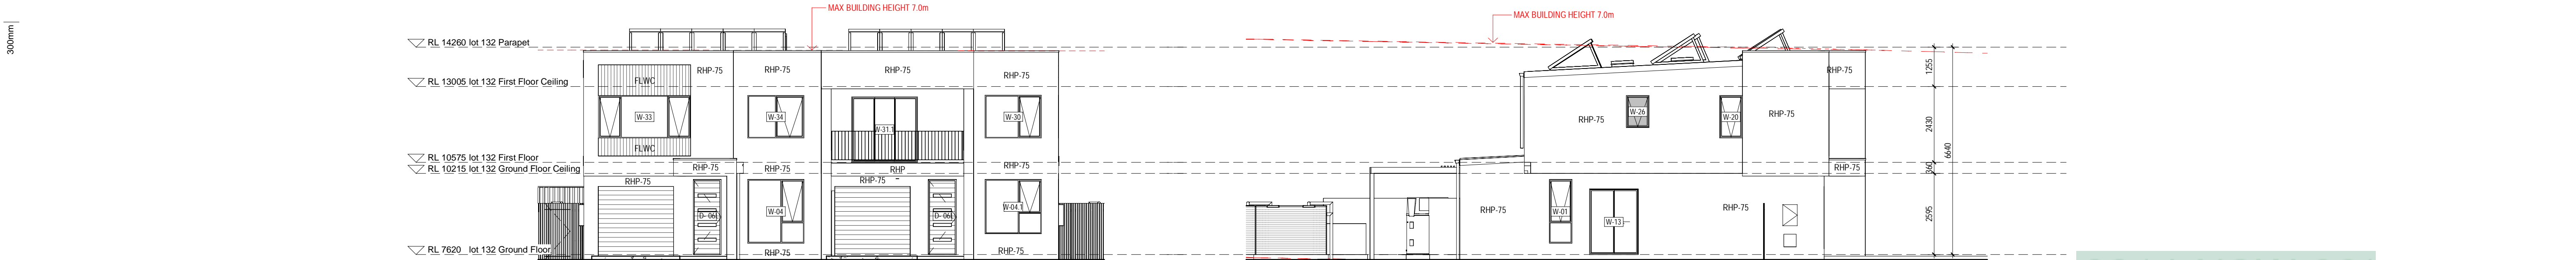 300mm
MAX BUILDING HEIGHT 7.0m
MAX BUILDING HEIGHT 7.0m
RL 14260 lot 132 Parapet
RL 13005 lot 132 First Floor Ceiling
RL 10575 lot 132 First Floor
RL 10215 lot 132 Ground Floor Ceiling
RL 7620 lot 132 Ground Floor
RHP-75
RHP-75
RHP-75
RHP-75
FLWC
W-33
W-34
W-31.1
W-30
FLWC
RHP-75
RHP-75
RHP
RHP-75
RHP-75
RHP-75
D- 06
W-04
D- 06
W-04.1
RHP-75
RHP-75
RHP-75
W-26
W-20
RHP-75
RHP-75
RHP-75
RHP-75
W-01
W-13
RHP-75
1255
2430
360
2595
6640